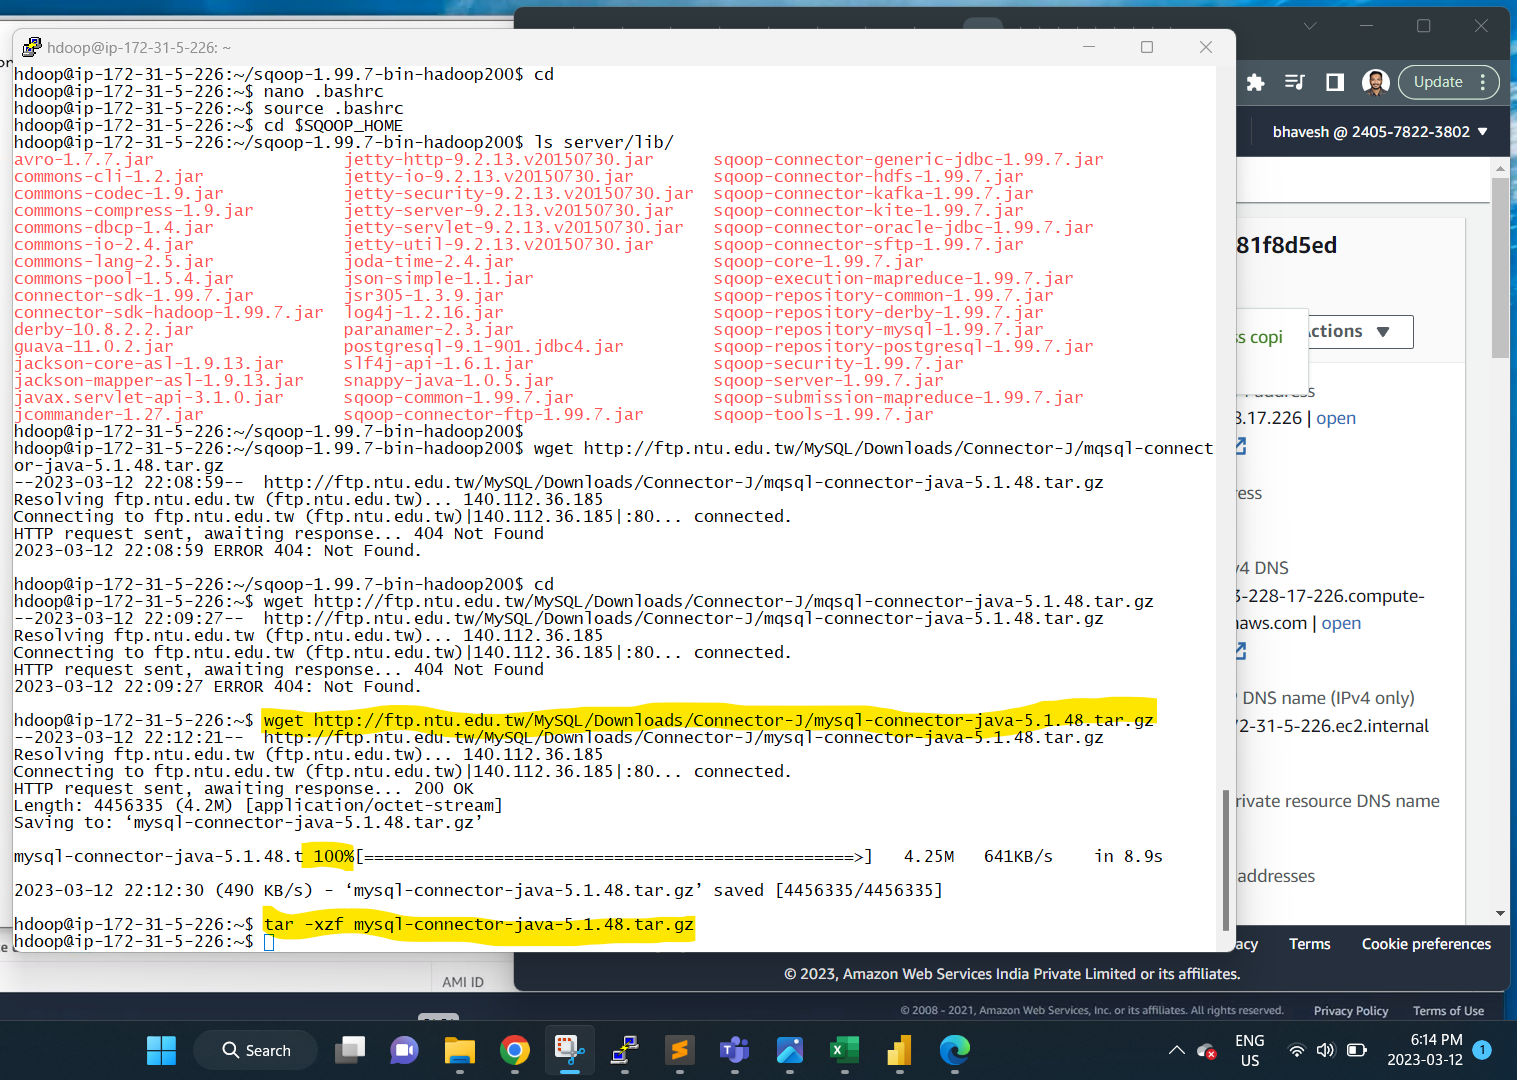 hdoop@ip-172-31-5-226: ~
hdoop@ip-172-31-5-226:~/sqoop-1.99.7-bin-hadoop200$ cd
hdoop@ip-172-31-5-226:~$ nano .bashrc
hdoop@ip-172-31-5-226:~$ source .bashrc
hdoop@ip-172-31-5-226:~$ cd $SQOOP_HOME
hdoop@ip-172-31-5-226:~/sqoop-1.99.7-bin-hadoop200$ ls server/lib/
avro-1.7.7.jar jetty-http-9.2.13.v20150730.jar sqoop-connector-generic-jdbc-1.99.7.jar
commons-cli-1.2.jar jetty-io-9.2.13.v20150730.jar sqoop-connector-hdfs-1.99.7.jar
commons-codec-1.9.jar jetty-security-9.2.13.v20150730.jar sqoop-connector-kafka-1.99.7.jar
commons-compress-1.9.jar jetty-server-9.2.13.v20150730.jar sqoop-connector-kite-1.99.7.jar
commons-dbcp-1.4.jar jetty-servlet-9.2.13.v20150730.jar sqoop-connector-oracle-jdbc-1.99.7.jar
commons-io-2.4.jar jetty-util-9.2.13.v20150730.jar sqoop-connector-sftp-1.99.7.jar
commons-lang-2.5.jar joda-time-2.4.jar sqoop-core-1.99.7.jar
commons-pool-1.5.4.jar json-simple-1.1.jar sqoop-execution-mapreduce-1.99.7.jar
connector-sdk-1.99.7.jar jsr305-1.3.9.jar sqoop-repository-common-1.99.7.jar
connector-sdk-hadoop-1.99.7.jar log4j-1.2.16.jar sqoop-repository-derby-1.99.7.jar
derby-10.8.2.2.jar paranamer-2.3.jar sqoop-repository-mysql-1.99.7.jar
guava-11.0.2.jar postgresql-9.1-901.jdbc4.jar sqoop-repository-postgresql-1.99.7.jar
jackson-core-asl-1.9.13.jar slf4j-api-1.6.1.jar sqoop-security-1.99.7.jar
jackson-mapper-asl-1.9.13.jar snappy-java-1.0.5.jar sqoop-server-1.99.7.jar
javax.servlet-api-3.1.0.jar sqoop-common-1.99.7.jar sqoop-submission-mapreduce-1.99.7.jar
jcommander-1.27.jar sqoop-connector-ftp-1.99.7.jar sqoop-tools-1.99.7.jar
hdoop@ip-172-31-5-226:~/sqoop-1.99.7-bin-hadoop200$
hdoop@ip-172-31-5-226:~/sqoop-1.99.7-bin-hadoop200$ wget http://ftp.ntu.edu.tw/MySQL/Downloads/Connector-J/mqsql-connect
or-java-5.1.48.tar.gz
--2023-03-12 22:08:59-- http://ftp.ntu.edu.tw/MySQL/Downloads/Connector-J/mqsql-connector-java-5.1.48.tar.gz
Resolving ftp.ntu.edu.tw (ftp.ntu.edu.tw)... 140.112.36.185
Connecting to ftp.ntu.edu.tw (ftp.ntu.edu.tw)|140.112.36.185|:80... connected.
HTTP request sent, awaiting response... 404 Not Found
2023-03-12 22:08:59 ERROR 404: Not Found.
hdoop@ip-172-31-5-226:~/sqoop-1.99.7-bin-hadoop200$ cd
hdoop@ip-172-31-5-226:~$ wget http://ftp.ntu.edu.tw/MySQL/Downloads/Connector-J/mqsql-connector-java-5.1.48.tar.gz
--2023-03-12 22:09:27-- http://ftp.ntu.edu.tw/MySQL/Downloads/Connector-J/mqsql-connector-java-5.1.48.tar.gz
Resolving ftp.ntu.edu.tw (ftp.ntu.edu.tw)... 140.112.36.185
Connecting to ftp.ntu.edu.tw (ftp.ntu.edu.tw)|140.112.36.185|:80... connected.
HTTP request sent, awaiting response... 404 Not Found
2023-03-12 22:09:27 ERROR 404: Not Found.
hdoop@ip-172-31-5-226:~$ wget http://ftp.ntu.edu.tw/MySQL/Downloads/Connector-J/mysql-connector-java-5.1.48.tar.gz
--2023-03-12 22:12:21-- http://ftp.ntu.edu.tw/MySQL/Downloads/Connector-J/mysql-connector-java-5.1.48.tar.gz
Resolving ftp.ntu.edu.tw (ftp.ntu.edu.tw)... 140.112.36.185
Connecting to ftp.ntu.edu.tw (ftp.ntu.edu.tw)|140.112.36.185|:80... connected.
HTTP request sent, awaiting response... 200 OK
Length: 4456335 (4.2M) [application/octet-stream]
Saving to: ‘mysql-connector-java-5.1.48.tar.gz’
mysql-connector-java-5.1.48.t 100%[=================================================>] 4.25M 641KB/s in 8.9s
2023-03-12 22:12:30 (490 KB/s) - ‘mysql-connector-java-5.1.48.tar.gz’ saved [4456335/4456335]
hdoop@ip-172-31-5-226:~$ tar -xzf mysql-connector-java-5.1.48.tar.gz
hdoop@ip-172-31-5-226:~$
Update
bhavesh @ 2405-7822-3802
81f8d5ed
ss copi
Actions
address
3.17.226 | open
ress
v4 DNS
3-228-17-226.compute-
naws.com | open
DNS name (IPv4 only)
72-31-5-226.ec2.internal
rivate resource DNS name
addresses
acy Terms Cookie preferences
© 2023, Amazon Web Services India Private Limited or its affiliates.
AMI ID
© 2008 - 2021, Amazon Web Services, Inc. or its affiliates. All rights reserved. Privacy Policy Terms of Use
Search
ENG
US
6:14 PM
2023-03-12
1